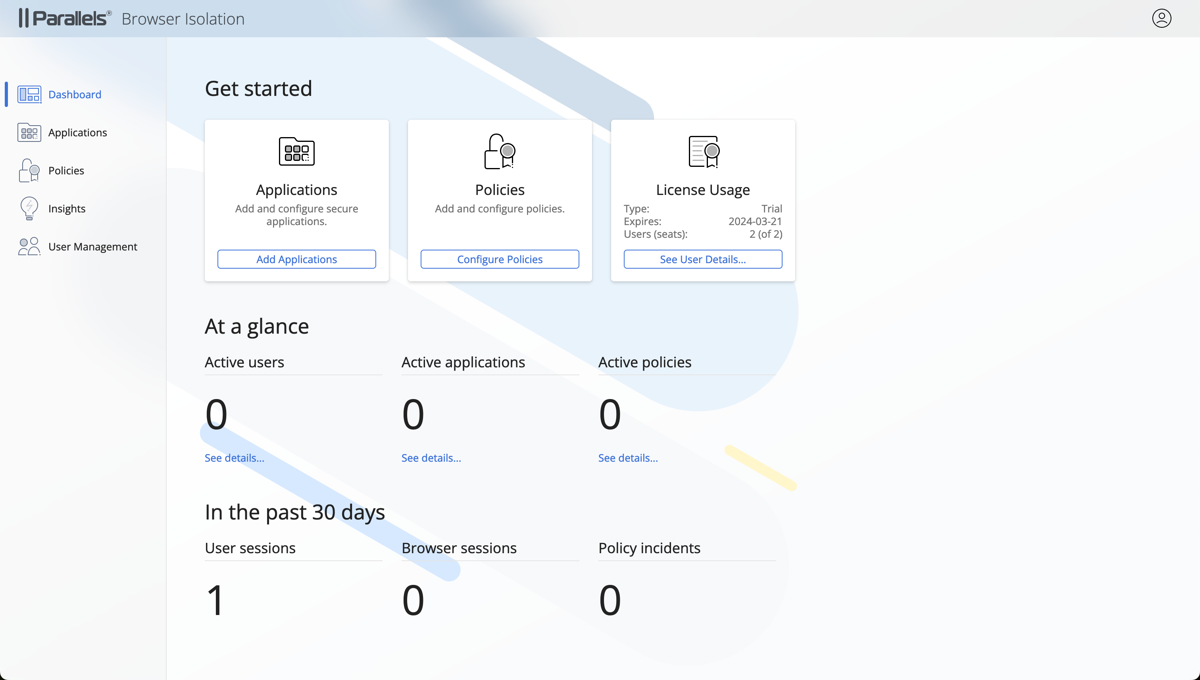 Parallels® Browser Isolation
Dashboard
Applications
Policies
Insights
User Management
Get started
Applications
Add and configure secure
applications.
Add Applications
Policies
Add and configure policies.
Configure Policies
License Usage
Type: Trial
Expires: 2024-03-21
Users (seats): 2 (of 2)
See User Details...
At a glance
Active users
0
See details...
Active applications
0
See details...
Active policies
0
See details...
In the past 30 days
User sessions
1
Browser sessions
0
Policy incidents
0